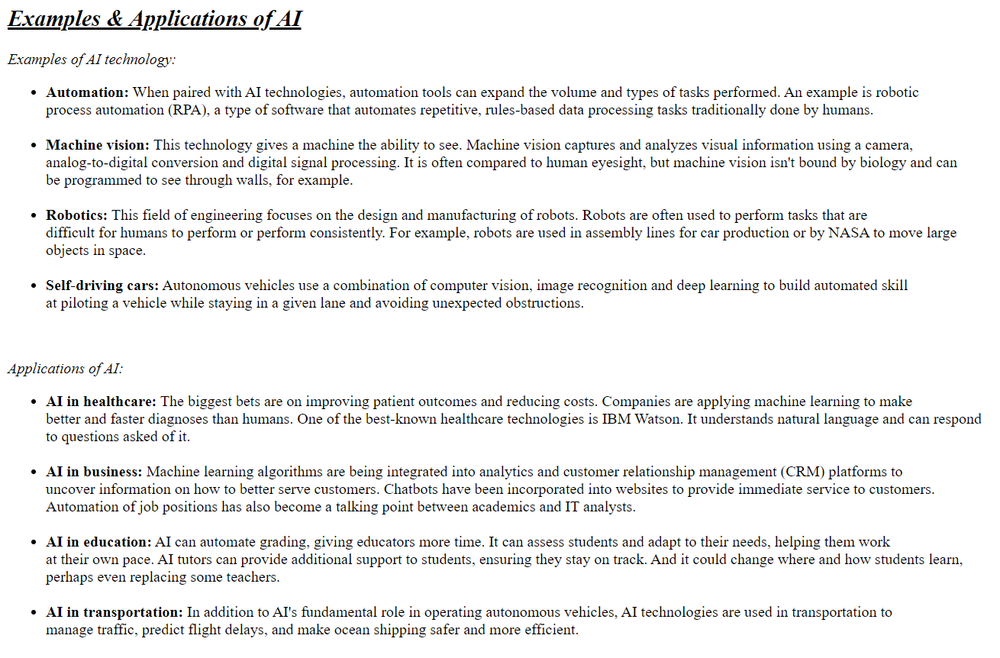 Examples & Applications of AI
Examples of AI technology:
Automation: When paired with AI technologies, automation tools can expand the volume and types of tasks performed. An example is robotic
process automation (RPA), a type of software that automates repetitive, rules-based data processing tasks traditionally done by humans.
Machine vision: This technology gives a machine the ability to see. Machine vision captures and analyzes visual information using a camera,
analog-to-digital conversion and digital signal processing. It is often compared to human eyesight, but machine vision isn't bound by biology and can
be programmed to see through walls, for example.
Robotics: This field of engineering focuses on the design and manufacturing of robots. Robots are often used to perform tasks that are
difficult for humans to perform or perform consistently. For example, robots are used in assembly lines for car production or by NASA to move large
objects in space.
Self-driving cars: Autonomous vehicles use a combination of computer vision, image recognition and deep learning to build automated skill
at piloting a vehicle while staying in a given lane and avoiding unexpected obstructions.
Applications of AI:
AI in healthcare: The biggest bets are on improving patient outcomes and reducing costs. Companies are applying machine learning to make
better and faster diagnoses than humans. One of the best-known healthcare technologies is IBM Watson. It understands natural language and can respond
to questions asked of it.
AI in business: Machine learning algorithms are being integrated into analytics and customer relationship management (CRM) platforms to
uncover information on how to better serve customers. Chatbots have been incorporated into websites to provide immediate service to customers.
Automation of job positions has also become a talking point between academics and IT analysts.
AI in education: AI can automate grading, giving educators more time. It can assess students and adapt to their needs, helping them work
at their own pace. AI tutors can provide additional support to students, ensuring they stay on track. And it could change where and how students learn,
perhaps even replacing some teachers.
AI in transportation: In addition to AI's fundamental role in operating autonomous vehicles, AI technologies are used in transportation to
manage traffic, predict flight delays, and make ocean shipping safer and more efficient.